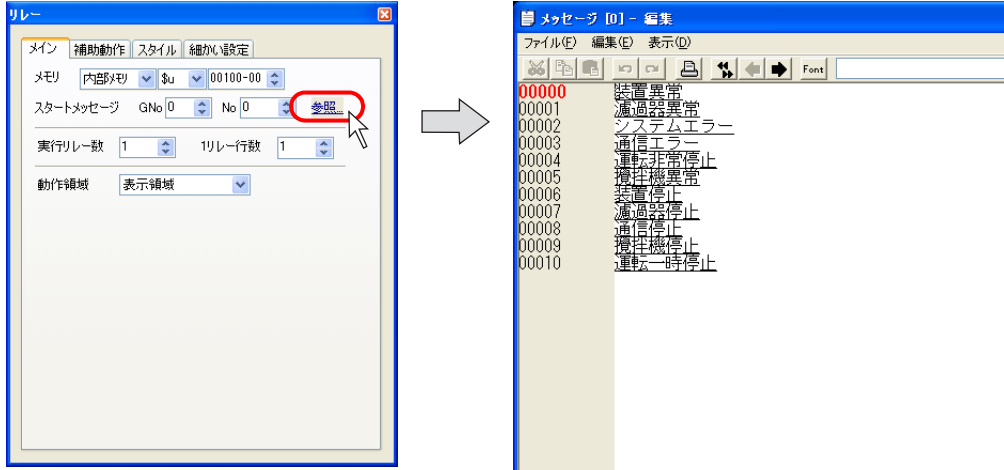 リレー
メイン 補助動作 スタイル 細かい設定
メモリ 内部メモリ $u 00100-00
スタートメッセージ GNo 0 No 0 参照...
実行リレー数 1 1リレー行数 1
動作領域 表示領域
メッセージ [0] - 編集
ファイル(F) 編集(E) 表示(D)
Font
00000 装置異常
00001 濾過器異常
00002 システムエラー
00003 通信エラー
00004 運転非常停止
00005 攪拌機異常
00006 装置停止
00007 濾過器停止
00008 通信停止
00009 攪拌機停止
00010 運転一時停止